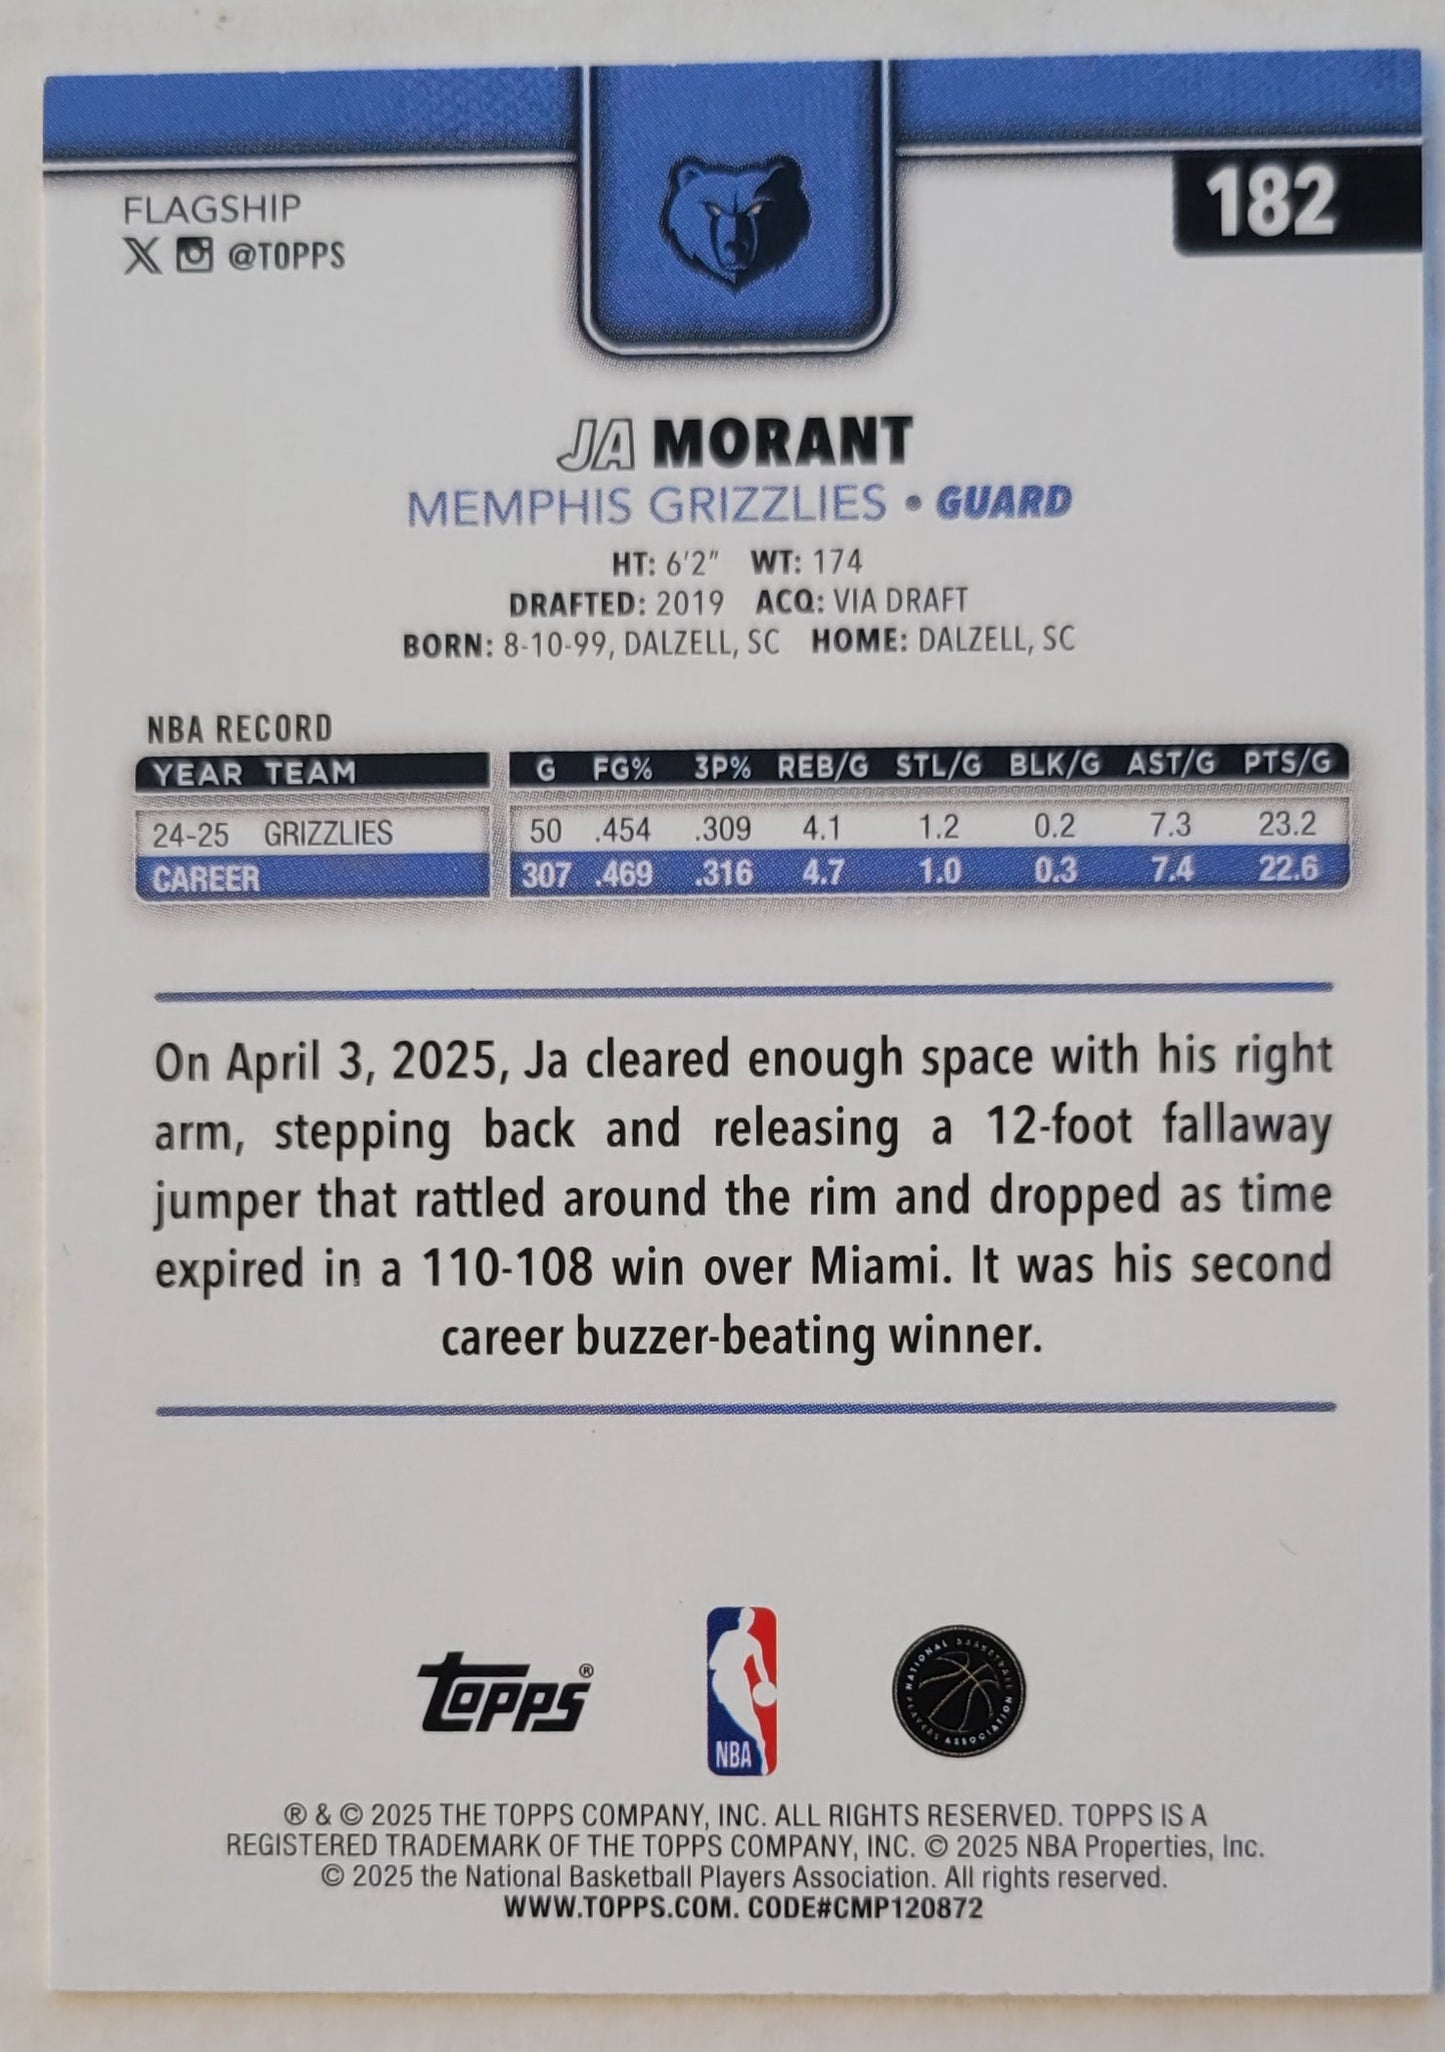 182
FLAGSHIP
@TOPPS
JA MORANT
MEMPHIS GRIZZLIES • GUARD
HT: 6'2" WT: 174
DRAFTED: 2019 ACQ: VIA DRAFT
BORN: 8-10-99, DALZELL, SC HOME: DALZELL, SC
NBA RECORD
YEAR TEAM G FG% 3P% REB/G STL/G BLK/G AST/G PTS/G
24-25 GRIZZLIES 50 .454 .309 4.1 1.2 0.2 7.3 23.2
CAREER 307 .469 .316 4.7 1.0 0.3 7.4 22.6
On April 3, 2025, Ja cleared enough space with his right
arm, stepping back and releasing a 12-foot fallaway
jumper that rattled around the rim and dropped as time
expired in a 110-108 win over Miami. It was his second
career buzzer-beating winner.
TOPPS®
NBA
NATIONAL BASKETBALL PLAYERS ASSOCIATION
® & © 2025 THE TOPPS COMPANY, INC. ALL RIGHTS RESERVED. TOPPS IS A
REGISTERED TRADEMARK OF THE TOPPS COMPANY, INC. © 2025 NBA Properties, Inc.
© 2025 the National Basketball Players Association. All rights reserved.
WWW.TOPPS.COM. CODE#CMP120872